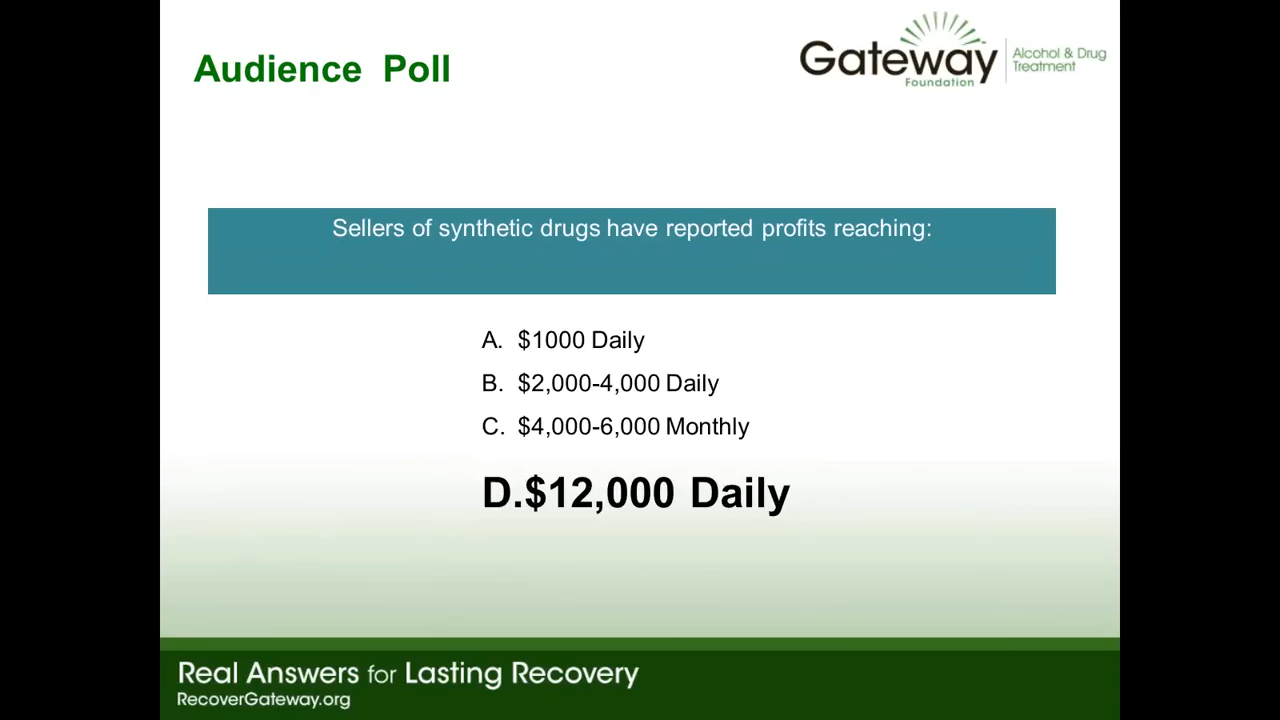 Audience Poll
Gateway
Foundation
Alcohol & Drug
Treatment
Sellers of synthetic drugs have reported profits reaching:
A. $1000 Daily
B. $2,000-4,000 Daily
C. $4,000-6,000 Monthly
D.$12,000 Daily
Real Answers for Lasting Recovery
RecoverGateway.org